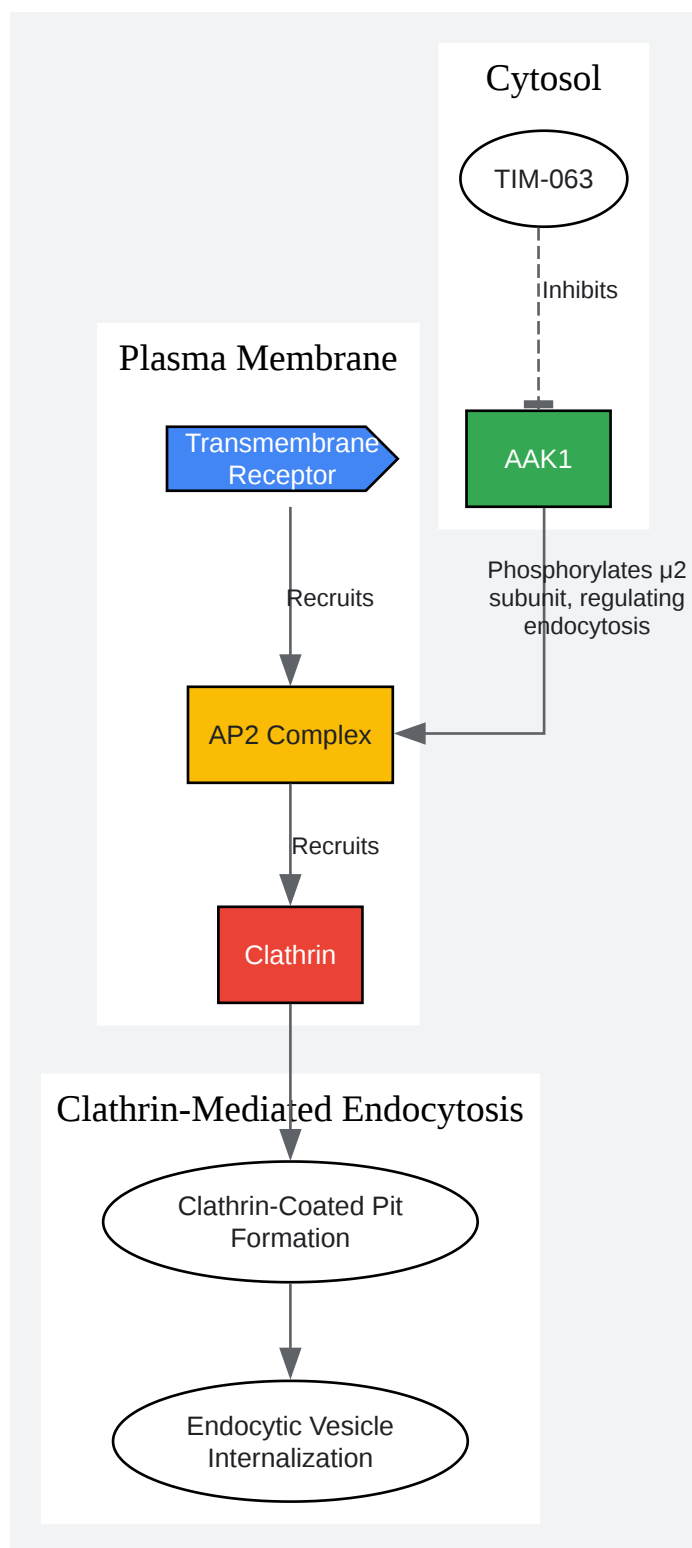 Cytosol
TIM-063
Inhibits
Plasma Membrane
Transmembrane
Receptor
AAK1
Phosphorylates μ2
subunit, regulating
endocytosis
Recruits
AP2 Complex
Recruits
Clathrin
Clathrin-Mediated Endocytosis
Clathrin-Coated Pit
Formation
Endocytic Vesicle
Internalization